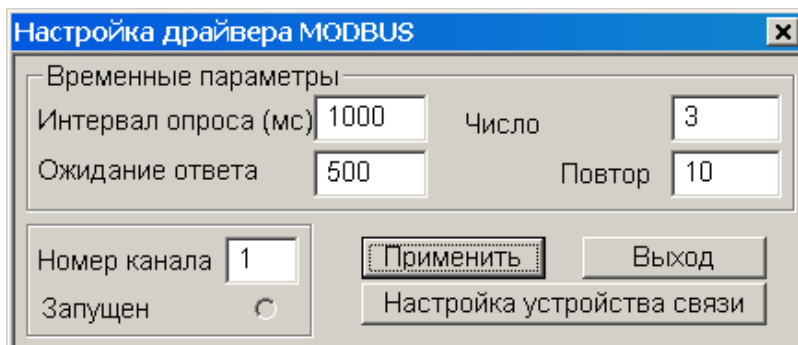 Настройка драйвера MODBUS
Временные параметры
Интервал опроса (мс) 1000 Число 3
Ожидание ответа 500 Повтор 10
Номер канала 1 Применить Выход
Запущен Настройка устройства связи